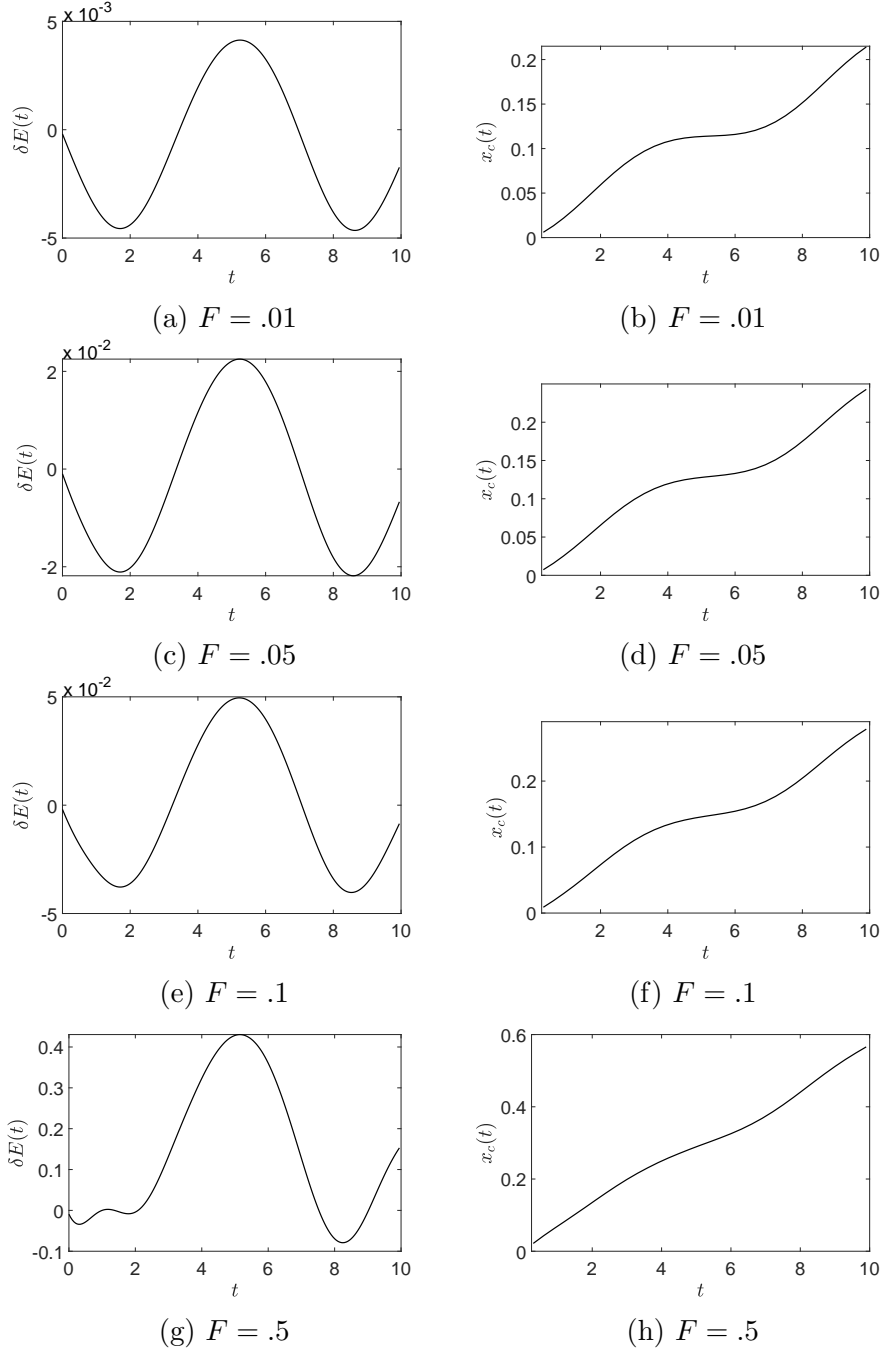 5 x 10⁻³
δE(t)
0
-5
0 2 4 6 8 10
t
(a) F = .01
0.2
0.15
x_c(t)
0.1
0.05
0
2 4 6 8 10
t
(b) F = .01
2 x 10⁻²
δE(t)
0
-2
0 2 4 6 8 10
t
(c) F = .05
0.2
0.15
x_c(t)
0.1
0.05
0
2 4 6 8 10
t
(d) F = .05
5 x 10⁻²
δE(t)
0
-5
0 2 4 6 8 10
t
(e) F = .1
0.2
x_c(t)
0.1
0
2 4 6 8 10
t
(f) F = .1
0.4
0.3
δE(t)
0.2
0.1
0
-0.1
0 2 4 6 8 10
t
(g) F = .5
0.6
0.4
x_c(t)
0.2
0
2 4 6 8 10
t
(h) F = .5